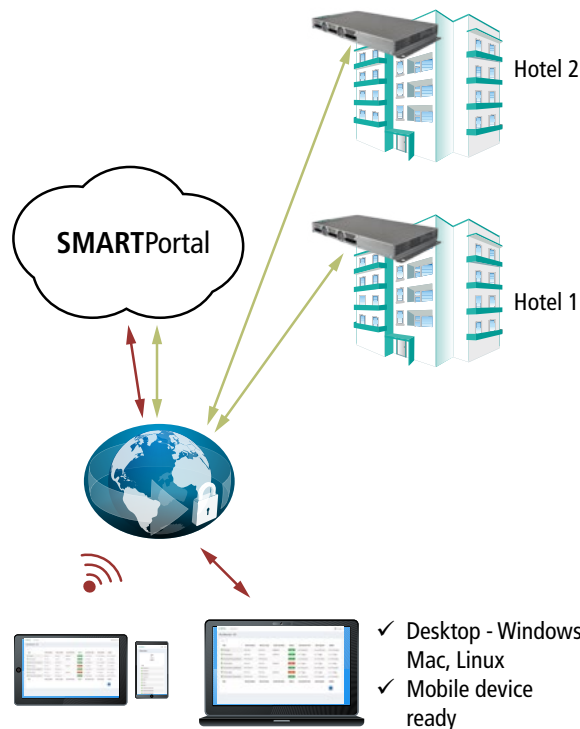 Hotel 2
SMARTPortal
Hotel 1
✓ Desktop - Windows
Mac, Linux
✓ Mobile device
ready